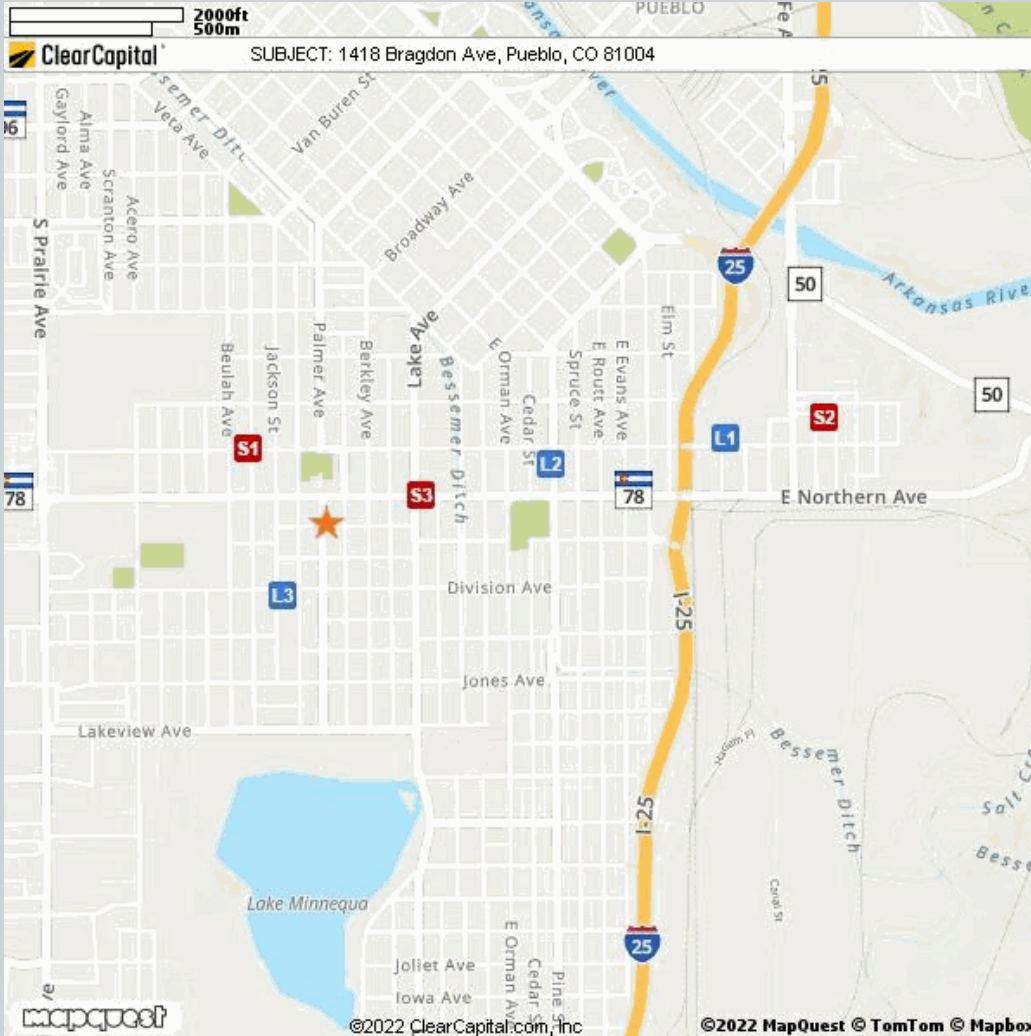 2000ft
500m
PUEBLO
ClearCapital
SUBJECT: 1418 Bragdon Ave, Pueblo, CO 81004
Gaylord Ave
Alma Ave
Scranton Ave
Acero Ave
Veta Ave
Van Buren St
Broadway Ave
S Prairie Ave
25
50
Arkansas River
50
Elm St
Palmer Ave
Lake Ave
Berkley Ave
Beulah Ave
Jackson St
Bessemer Ditch
E Orman Ave
Cedar St
Spruce St
E Routt Ave
E Evans Ave
S1
S2
L1
L2
S3
78
78
E Northern Ave
L3
Division Ave
I-25
Jones Ave
Lakeview Ave
Bessemer Ditch
I-25
Lake Minnequa
Canal St
25
Joliet Ave
Iowa Ave
E Orman Av
Cedar S
Pine S
mapquest
©2022 ClearCapital.com, Inc
©2022 MapQuest © TomTom © Mapbo